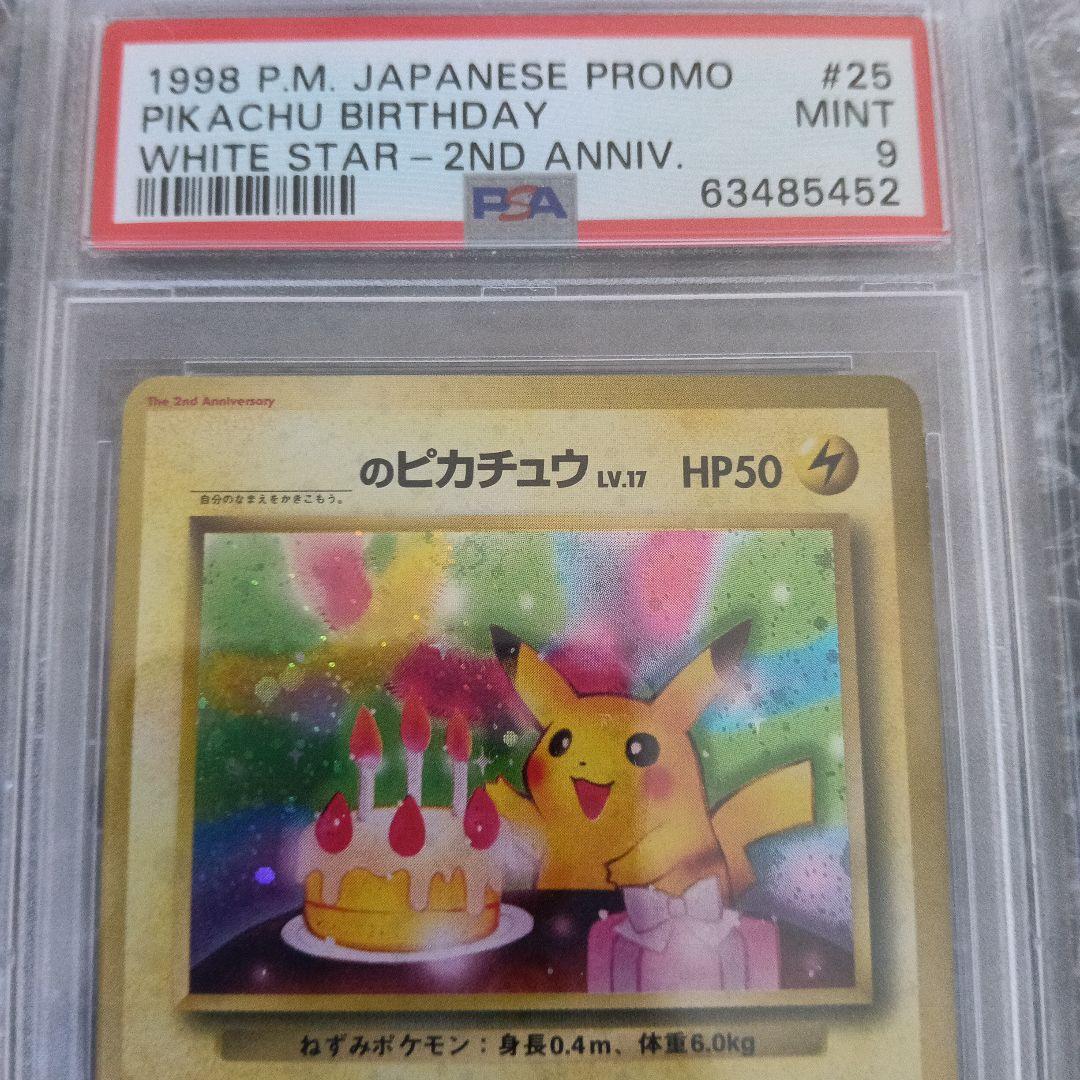 1998 P.M. JAPANESE PROMO #25
PIKACHU BIRTHDAY MINT
WHITE STAR - 2ND ANNIV. 9
PSA 63485452
The 2nd Anniversary
のピカチュウ LV.17 HP50
自分のなまえをかきこもう。
ねずみポケモン：身長0.4m、体重6.0kg